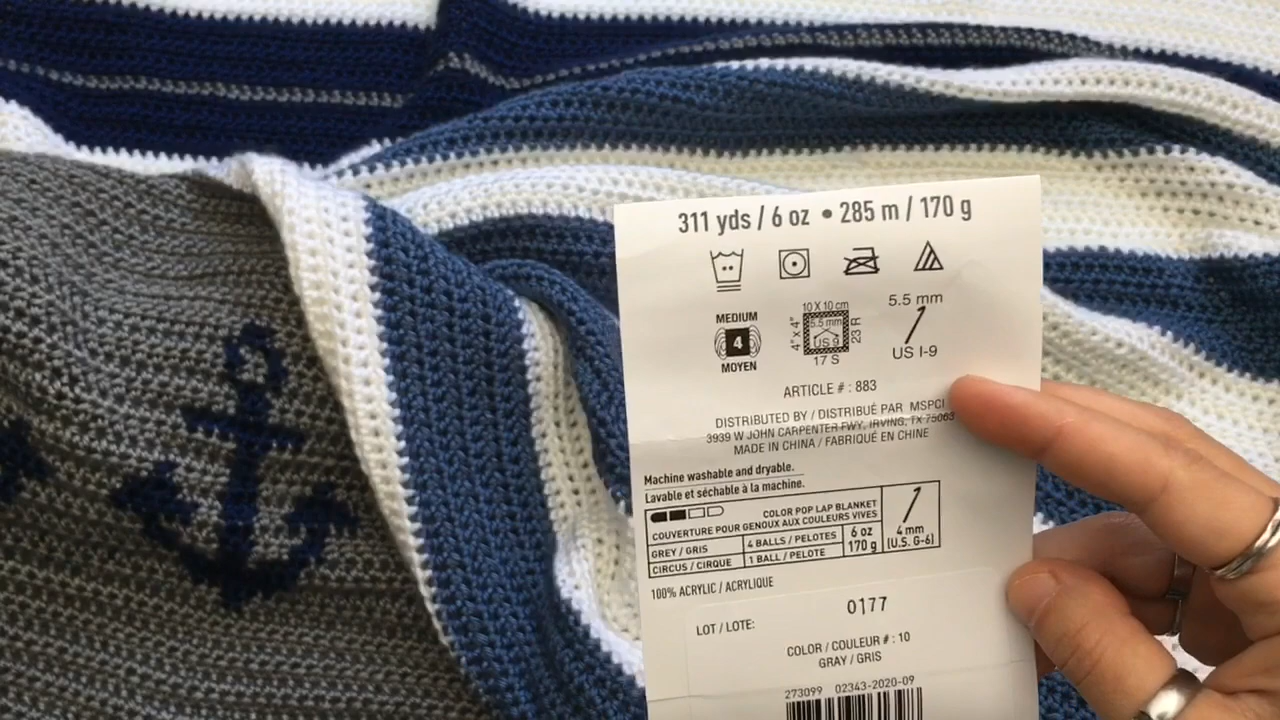 311 yds / 6 oz • 285 m / 170 g
MEDIUM
4
MOYEN
10 X 10 cm
4" x 4"
5.5 mm
US 9
23 R
17 S
5.5 mm
US I-9
ARTICLE # : 883
DISTRIBUTED BY / DISTRIBUÉ PAR MSPCI
3939 W JOHN CARPENTER FWY, IRVING, TX 75063
MADE IN CHINA / FABRIQUÉ EN CHINE
Machine washable and dryable.
Lavable et séchable à la machine.
COLOR POP LAP BLANKET
COUVERTURE POUR GENOUX AUX COULEURS VIVES
GREY / GRIS 4 BALLS / PELOTES 6 oz
CIRCUS / CIRQUE 1 BALL / PELOTE 170 g
4 mm
(U.S. G-6)
100% ACRYLIC / ACRYLIQUE
LOT / LOTE: 0177
COLOR / COULEUR # : 10
GRAY / GRIS
273099 02343-2020-09